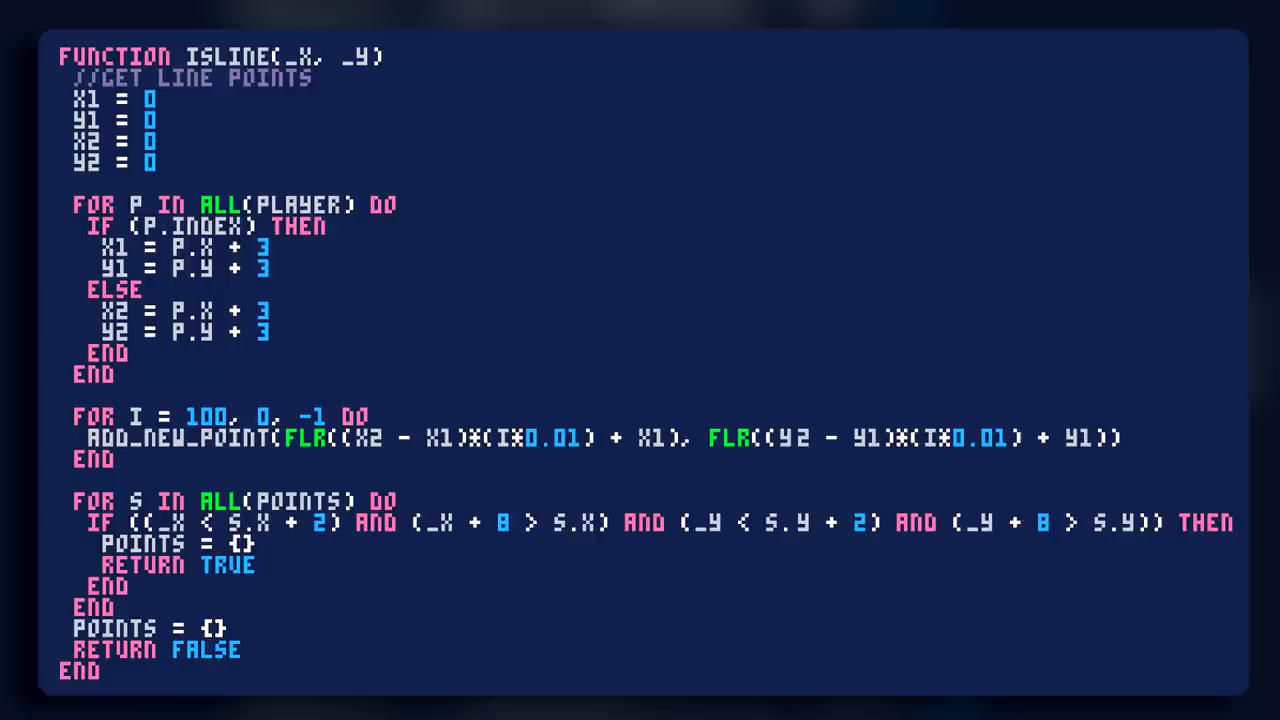 FUNCTION ISLINE(_X, _Y)
//GET LINE POINTS
X1 = 0
Y1 = 0
X2 = 0
Y2 = 0
FOR P IN ALL(PLAYER) DO
IF (P.INDEX) THEN
X1 = P.X + 3
Y1 = P.Y + 3
ELSE
X2 = P.X + 3
Y2 = P.Y + 3
END
END
FOR I = 100, 0, -1 DO
ADD_NEW_POINT(FLR((X2 - X1)*(I*0.01) + X1), FLR((Y2 - Y1)*(I*0.01) + Y1))
END
FOR S IN ALL(POINTS) DO
IF ((_X < S.X + 2) AND (_X + 8 > S.X) AND (_Y < S.Y + 2) AND (_Y + 8 > S.Y)) THEN
POINTS = {}
RETURN TRUE
END
END
POINTS = {}
RETURN FALSE
END